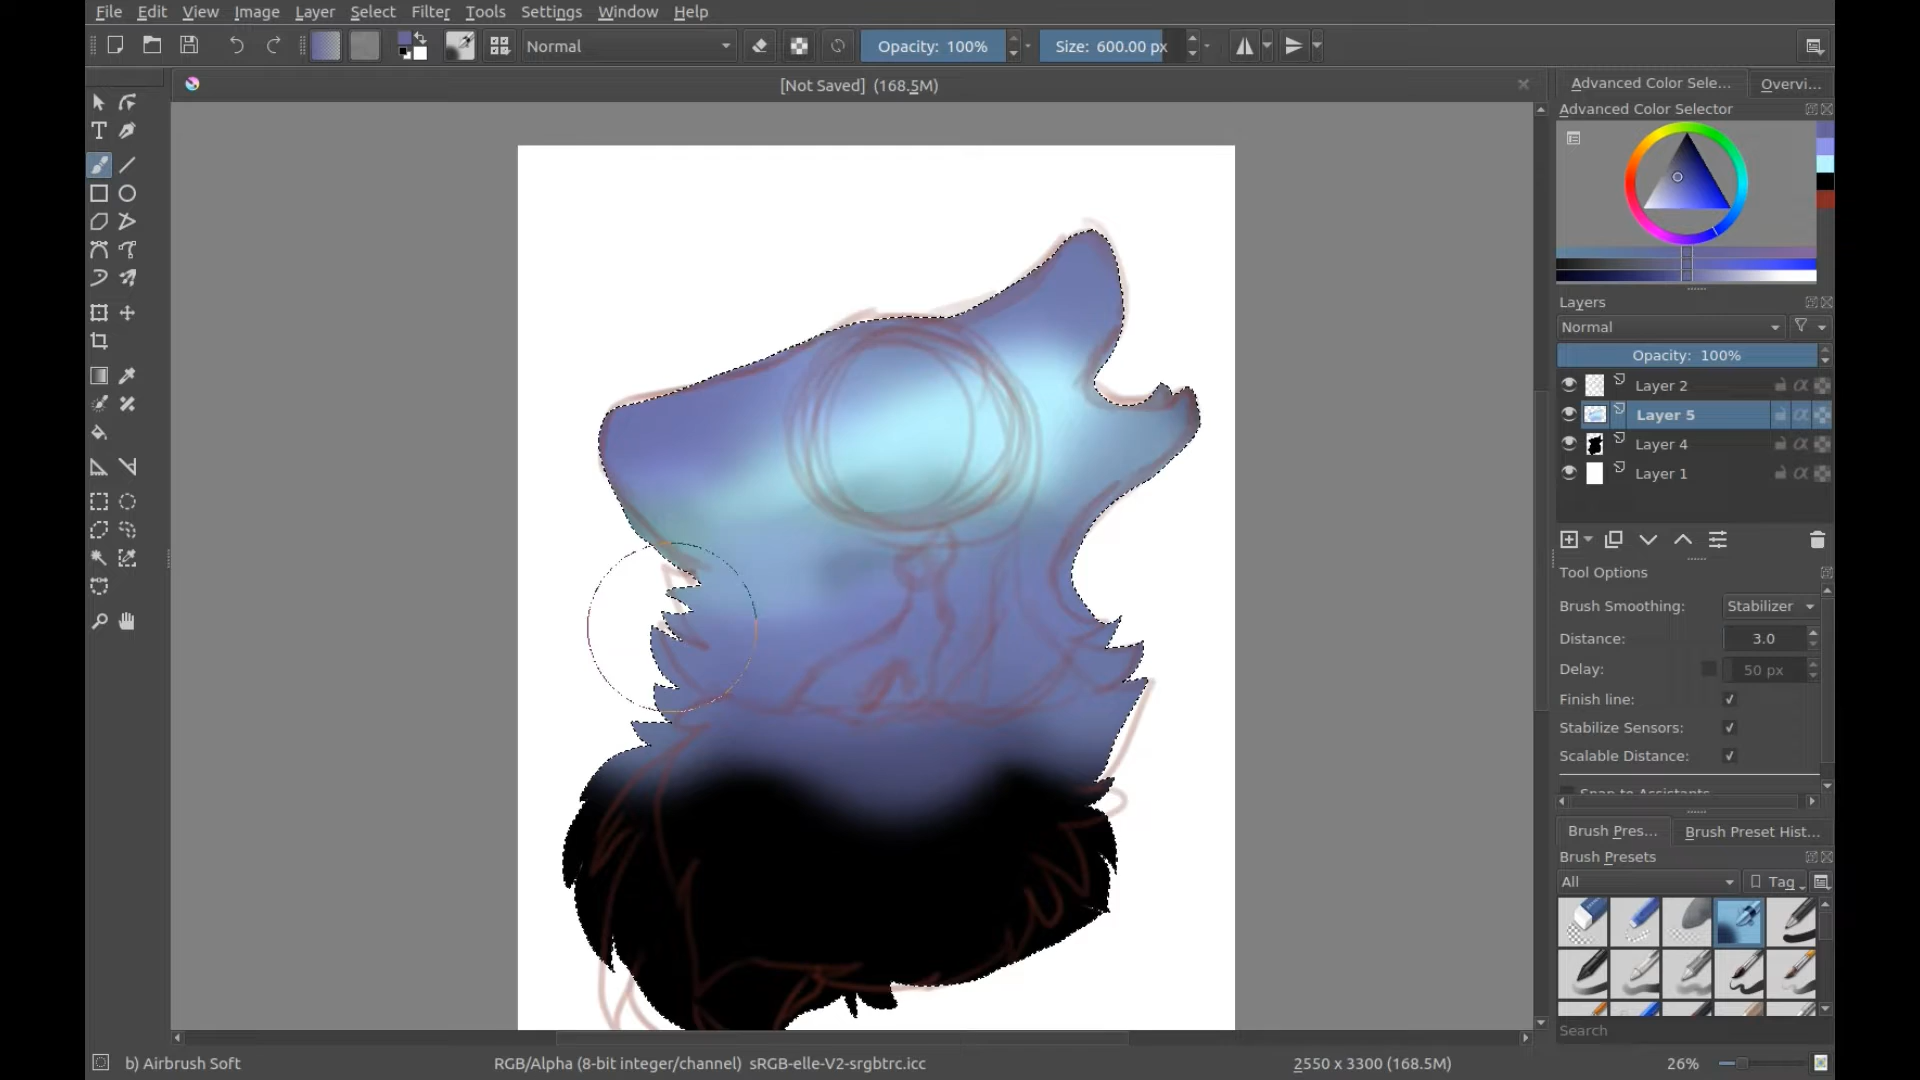 File Edit View Image Layer Select Filter Tools Settings Window Help
Normal Opacity: 100% Size: 600.00 px
[Not Saved] (168.5M)
Advanced Color Sele... Overvi...
Advanced Color Selector
Layers
Normal
Opacity: 100%
Layer 2
Layer 5
Layer 4
Layer 1
Tool Options
Brush Smoothing: Stabilizer
Distance: 3.0
Delay: 50 px
Finish line:
Stabilize Sensors:
Scalable Distance:
Snap to Assistants
Brush Pres... Brush Preset Hist...
Brush Presets
All Tag
Search
b) Airbrush Soft RGB/Alpha (8-bit integer/channel) sRGB-elle-V2-srgbtrc.icc 2550 x 3300 (168.5M) 26%